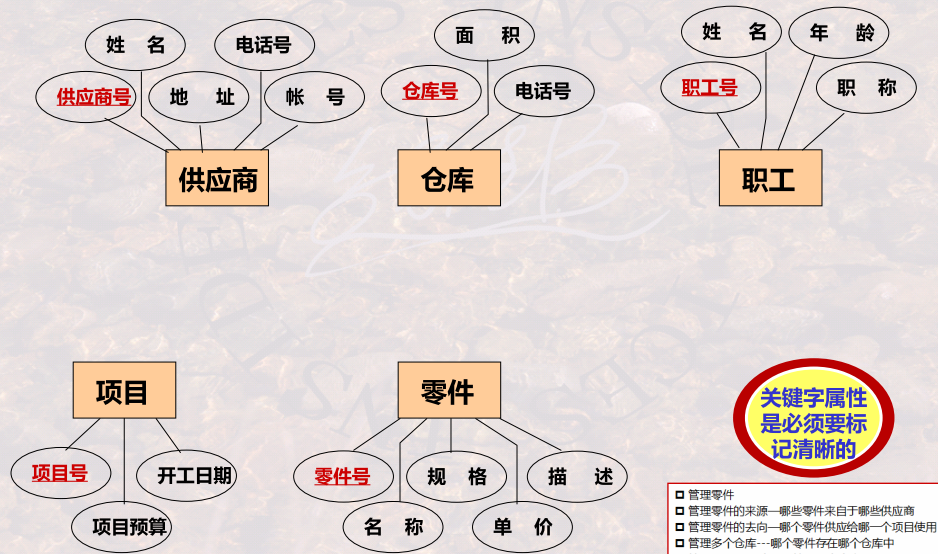 姓 名
电话号
供应商号
地 址
帐 号
供应商
面 积
仓库号
电话号
仓库
姓 名
年 龄
职工号
职 称
职工
项目
项目号
开工日期
项目预算
零件
零件号
规 格
描 述
名 称
单 价
关键字属性
是必须要标
记清晰的
管理零件
管理零件的来源—哪些零件来自于哪些供应商
管理零件的去向—哪个零件供应给哪一个项目使用
管理多个仓库---哪个零件存在哪个仓库中